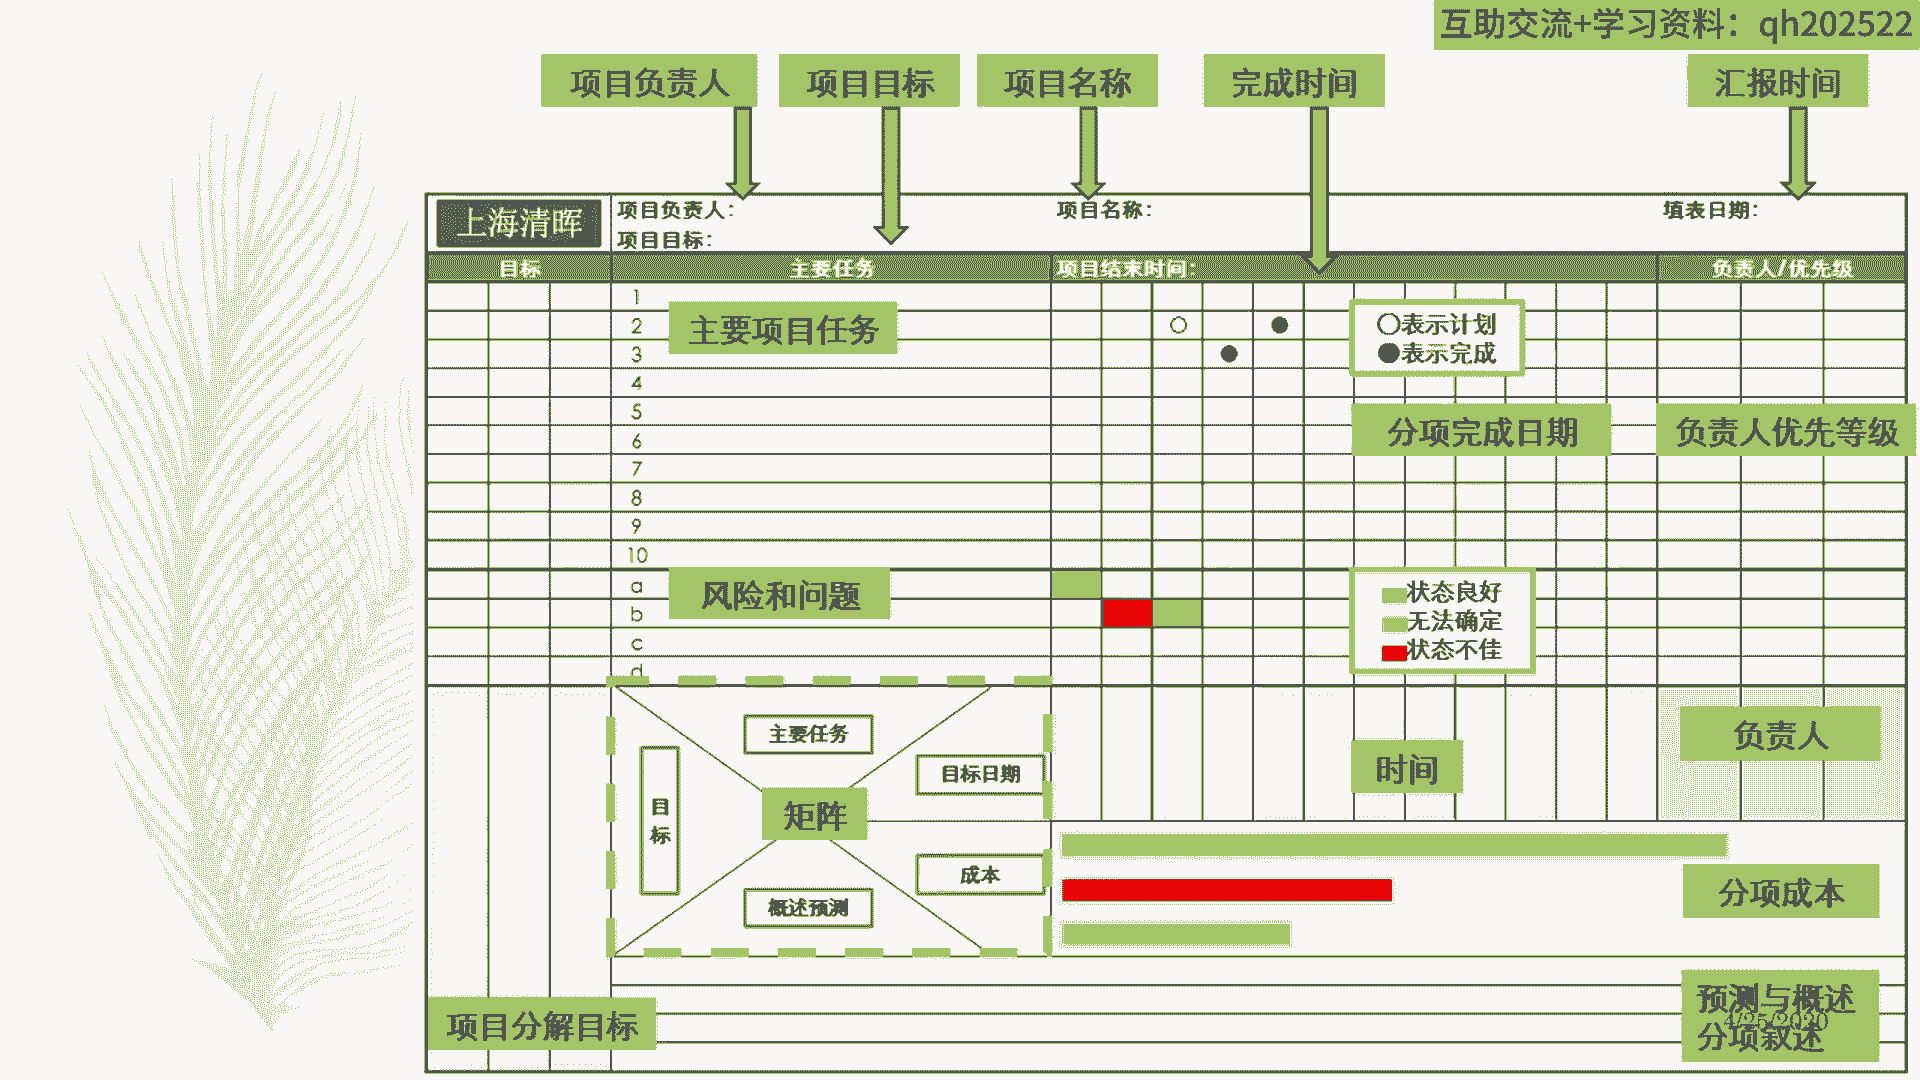 互助交流+学习资料：qh202522
项目负责人
项目目标
项目名称
完成时间
汇报时间
上海清晖
项目负责人：
项目名称：
填表日期：
项目目标：
目标
主要任务
项目结束时间：
负责人/优先级
1
2
3
4
5
6
7
8
9
10
a
b
c
d
主要项目任务
○表示计划
●表示完成
分项完成日期
负责人优先等级
风险和问题
状态良好
无法确定
状态不佳
主要任务
目标日期
目标
矩阵
成本
概述预测
时间
负责人
分项成本
项目分解目标
预测与概述
4/25/2020
分项叙述